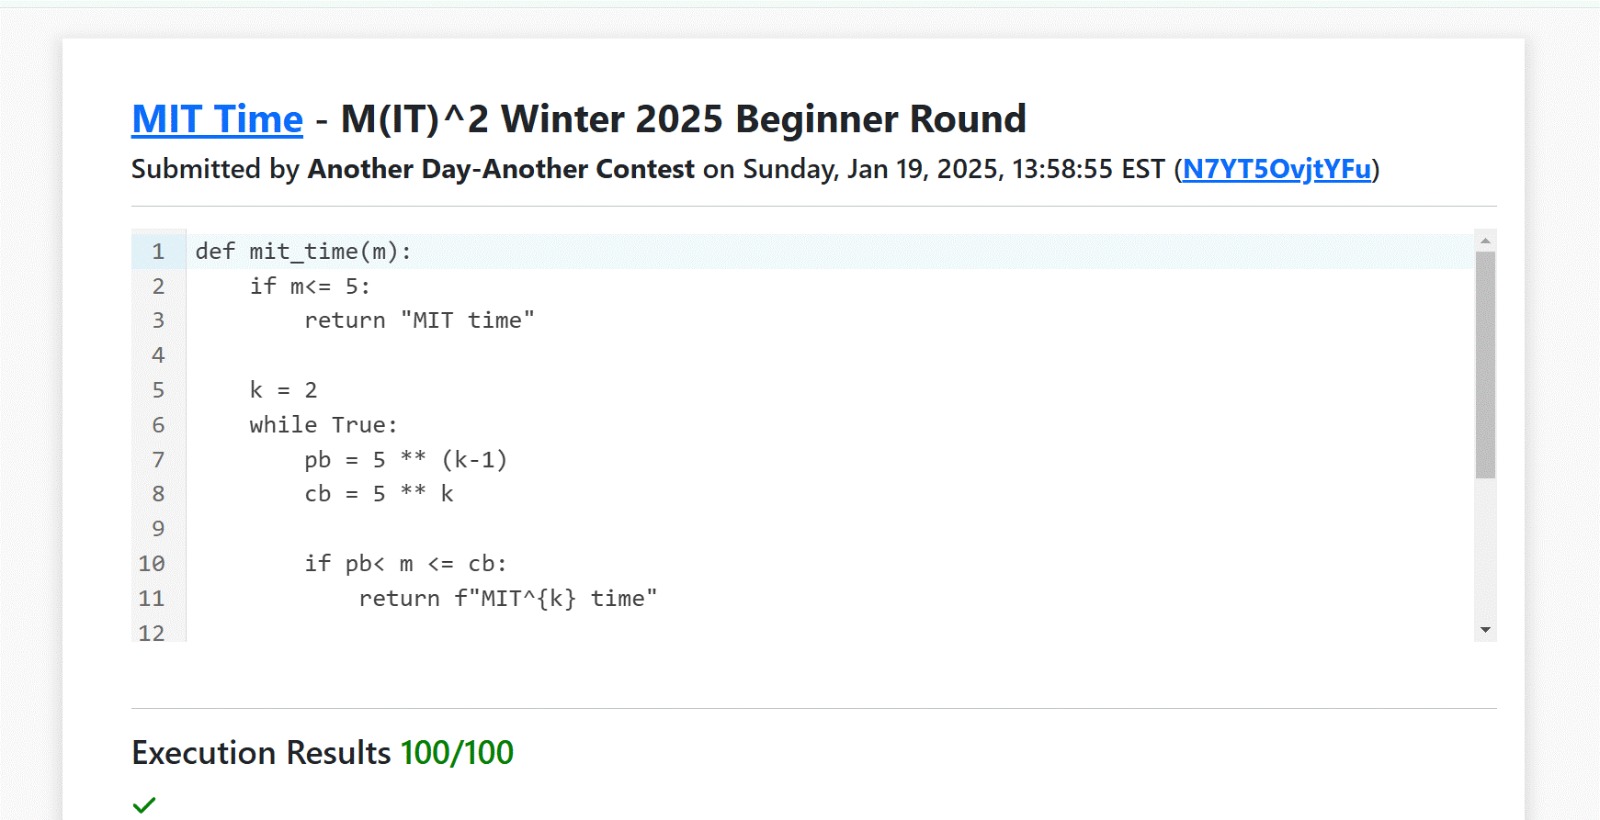 MIT Time - M(IT)^2 Winter 2025 Beginner Round
Submitted by Another Day-Another Contest on Sunday, Jan 19, 2025, 13:58:55 EST (N7YT5OvjtYFu)
1 def mit_time(m):
2     if m<= 5:
3         return "MIT time"
4
5     k = 2
6     while True:
7         pb = 5 ** (k-1)
8         cb = 5 ** k
9
10         if pb< m <= cb:
11             return f"MIT^{k} time"
12
Execution Results 100/100